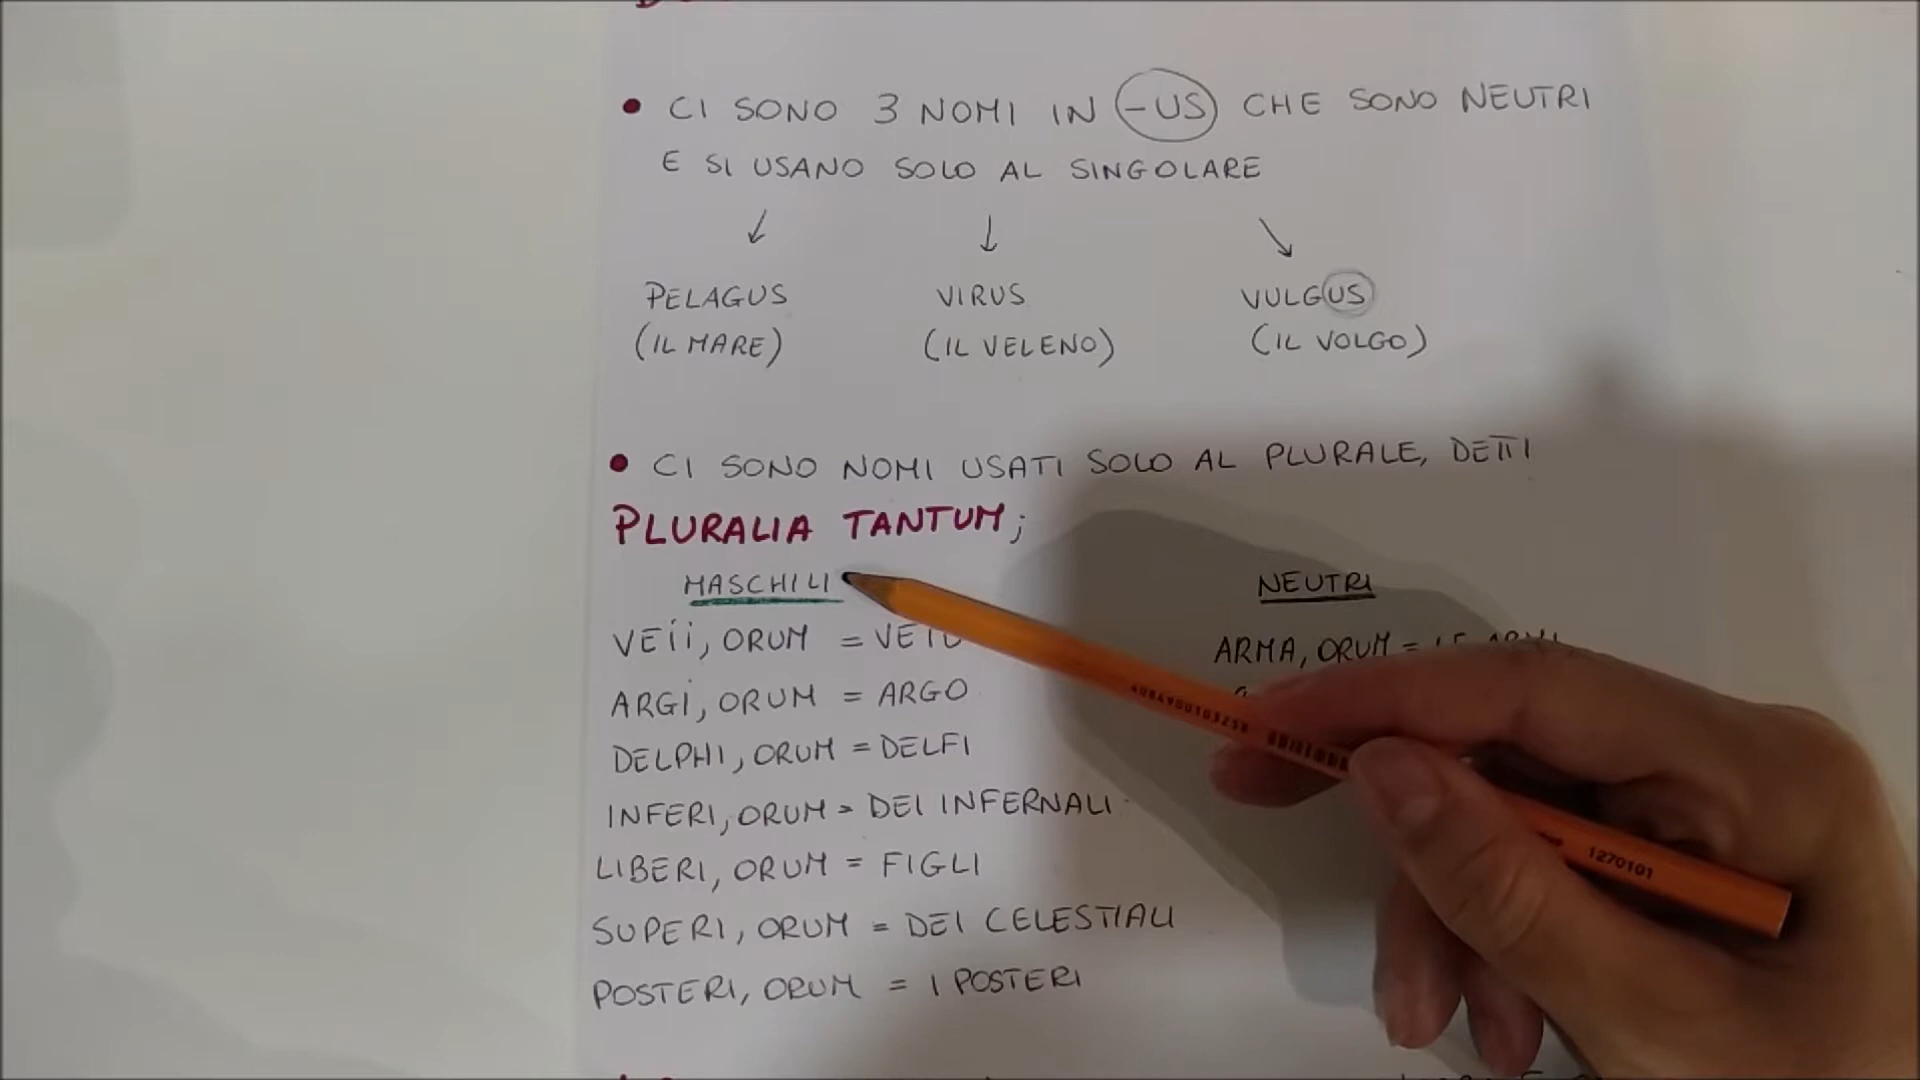 • CI SONO 3 NOMI IN -US CHE SONO NEUTRI
E SI USANO SOLO AL SINGOLARE
↓ ↓ ↓
PELAGUS VIRUS VULGUS
(IL MARE) (IL VELENO) (IL VOLGO)
• CI SONO NOMI USATI SOLO AL PLURALE, DETTI
PLURALIA TANTUM;
MASCHILI
VEII, ORUM =
ARGI, ORUM = ARGO
DELPHI, ORUM = DELFI
INFERI, ORUM = DEI INFERNALI
LIBERI, ORUM = FIGLI
SUPERI, ORUM = DEI CELESTIALI
POSTERI, ORUM = I POSTERI
NEUTRI
ARMA, ORUM =
4084900103258
1270101